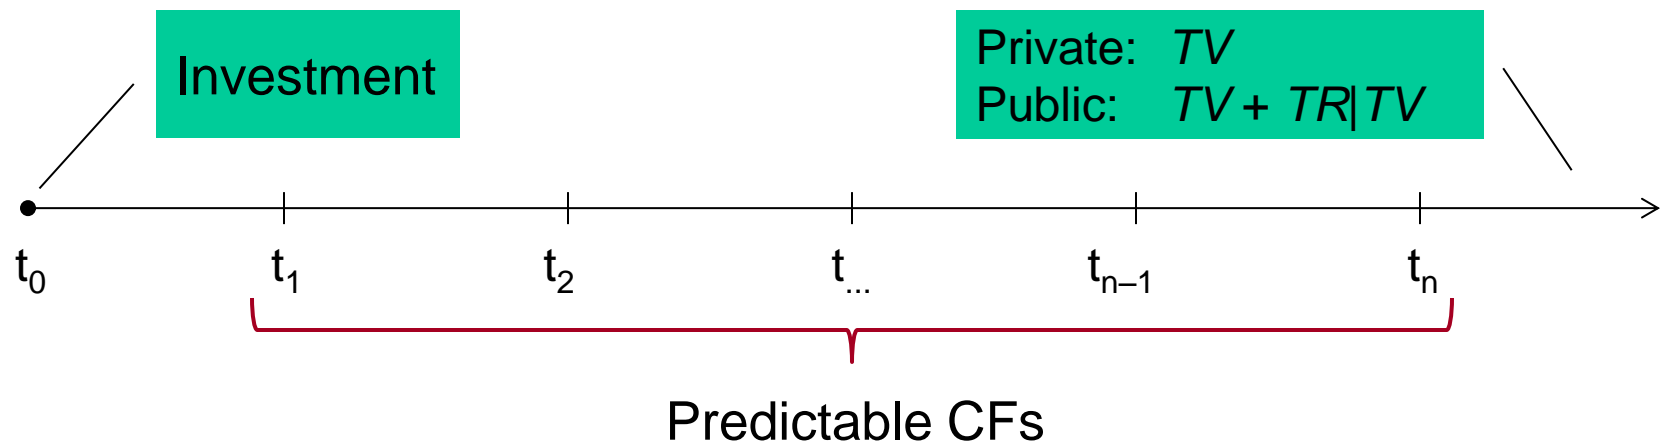 Investment
Private: TV
Public: TV + TR|TV
t0 t1 t2 t... tn–1 tn
Predictable CFs